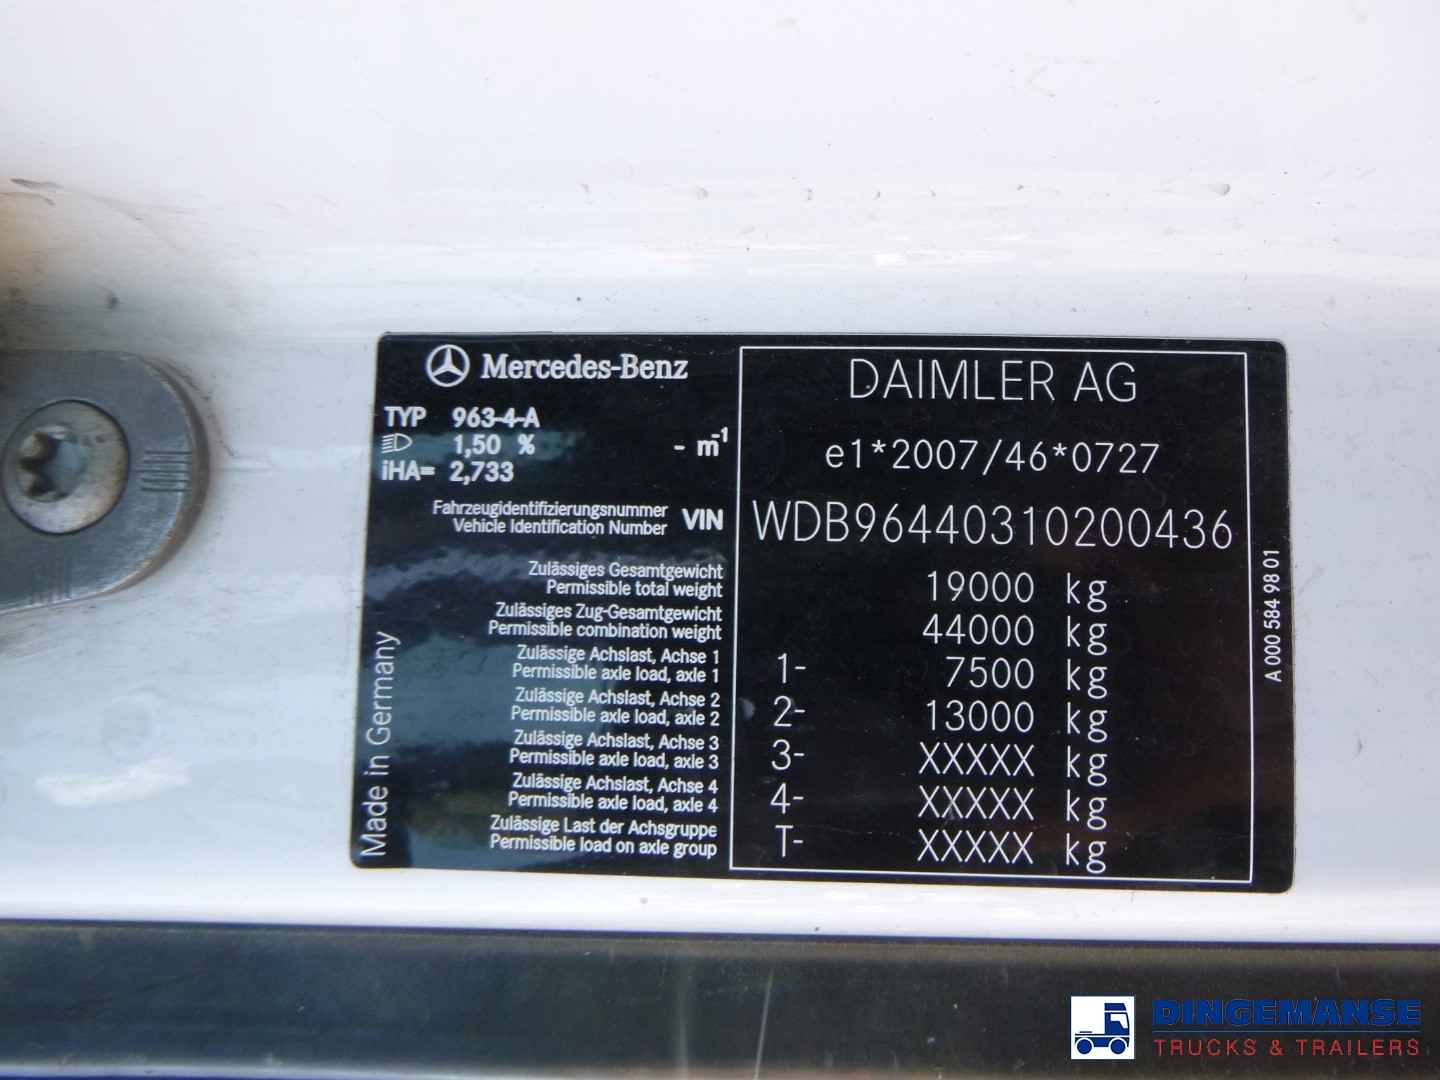 Mercedes-Benz
DAIMLER AG
TYP 963-4-A
1,50 % - m-1
iHA= 2,733
e1*2007/46*0727
Fahrzeugidentifizierungsnummer
Vehicle Identification Number VIN WDB96440310200436
Zulässiges Gesamtgewicht
Permissible total weight 19000 kg
Zulässiges Zug-Gesamtgewicht
Permissible combination weight 44000 kg
Zulässige Achslast, Achse 1
Permissible axle load, axle 1 1- 7500 kg
Zulässige Achslast, Achse 2
Permissible axle load, axle 2 2- 13000 kg
Zulässige Achslast, Achse 3
Permissible axle load, axle 3 3- XXXXX kg
Zulässige Achslast, Achse 4
Permissible axle load, axle 4 4- XXXXX kg
Zulässige Last der Achsgruppe
Permissible load on axle group T- XXXXX kg
Made in Germany
A 000 584 98 01
DINGEMANSE
TRUCKS & TRAILERS